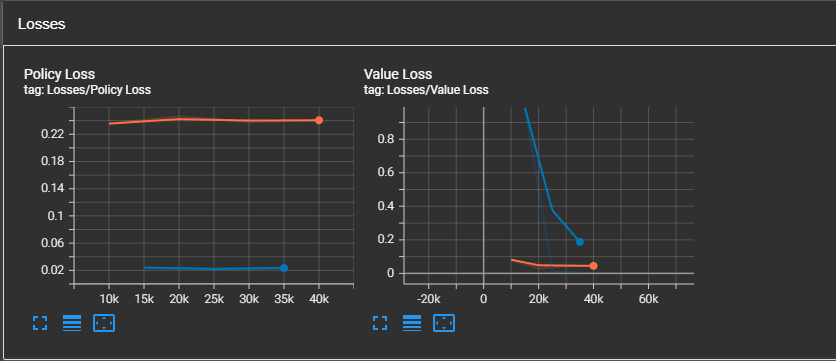 Losses
Policy Loss
tag: Losses/Policy Loss
0.22
0.18
0.14
0.1
0.06
0.02
10k 15k 20k 25k 30k 35k 40k
Value Loss
tag: Losses/Value Loss
0.8
0.6
0.4
0.2
0
-20k 0 20k 40k 60k